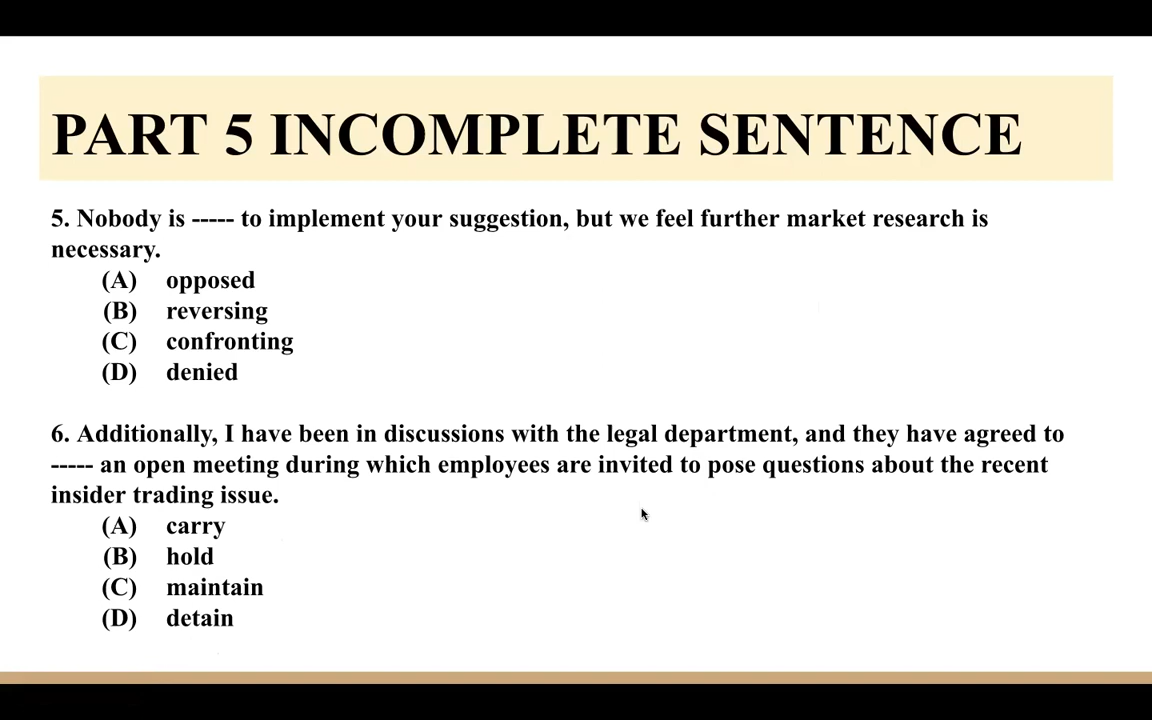 PART 5 INCOMPLETE SENTENCE
5. Nobody is ----- to implement your suggestion, but we feel further market research is
necessary.
(A) opposed
(B) reversing
(C) confronting
(D) denied
6. Additionally, I have been in discussions with the legal department, and they have agreed to
----- an open meeting during which employees are invited to pose questions about the recent
insider trading issue.
(A) carry
(B) hold
(C) maintain
(D) detain